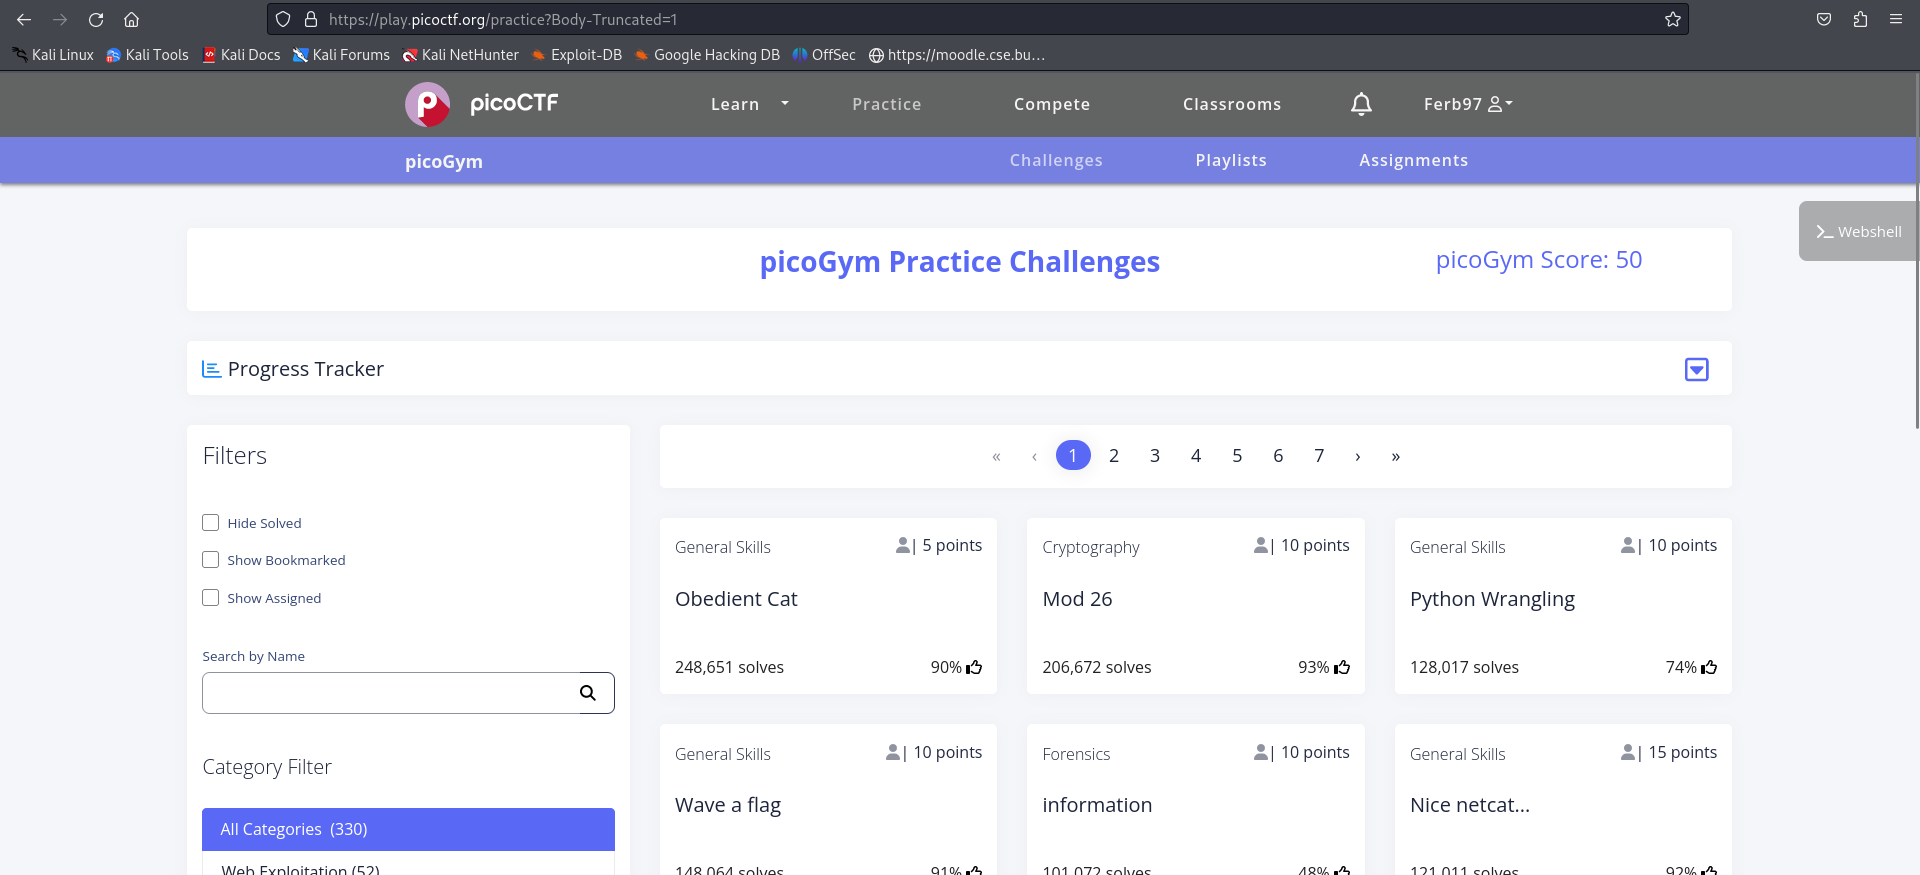 https://play.picoctf.org/practice?Body-Truncated=1
Kali Linux Kali Tools Kali Docs Kali Forums Kali NetHunter Exploit-DB Google Hacking DB OffSec https://moodle.cse.bu...
picoCTF Learn Practice Compete Classrooms Ferb97
picoGym Challenges Playlists Assignments
>_ Webshell
picoGym Practice Challenges picoGym Score: 50
Progress Tracker
Filters
Hide Solved
Show Bookmarked
Show Assigned
Search by Name
Category Filter
All Categories (330)
Web Exploitation (52)
« ‹ 1 2 3 4 5 6 7 › »
General Skills | 5 points
Obedient Cat
248,651 solves 90%
Cryptography | 10 points
Mod 26
206,672 solves 93%
General Skills | 10 points
Python Wrangling
128,017 solves 74%
General Skills | 10 points
Wave a flag
148,064 solves 91%
Forensics | 10 points
information
101,072 solves 48%
General Skills | 15 points
Nice netcat...
121,011 solves 92%